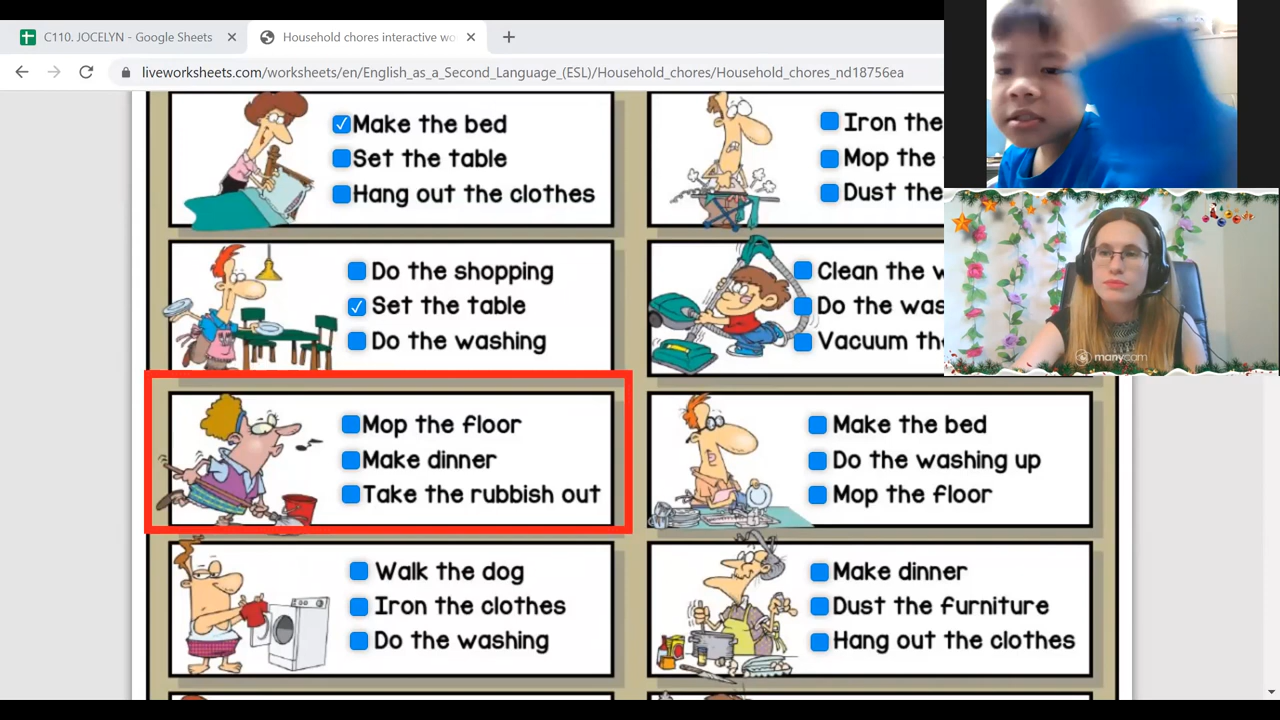 C110. JOCELYN - Google Sheets
Household chores interactive wo
liveworksheets.com/worksheets/en/English_as_a_Second_Language_(ESL)/Household_chores/Household_chores_nd18756ea
Make the bed
Set the table
Hang out the clothes
Iron the
Mop the
Dust the
Do the shopping
Set the table
Do the washing
Clean the w
Do the was
Vacuum th
Mop the floor
Make dinner
Take the rubbish out
Make the bed
Do the washing up
Mop the floor
Walk the dog
Iron the clothes
Do the washing
Make dinner
Dust the furniture
Hang out the clothes
manycam